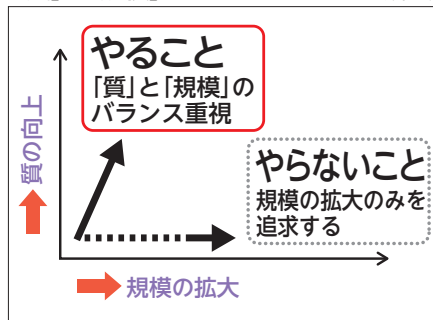 やること
「質」と「規模」の
バランス重視
質の向上
やらないこと
規模の拡大のみを
追求する
規模の拡大